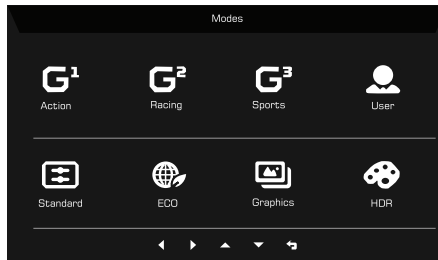 Modes
G¹ G² G³
Action Racing Sports User
Standard ECO Graphics HDR